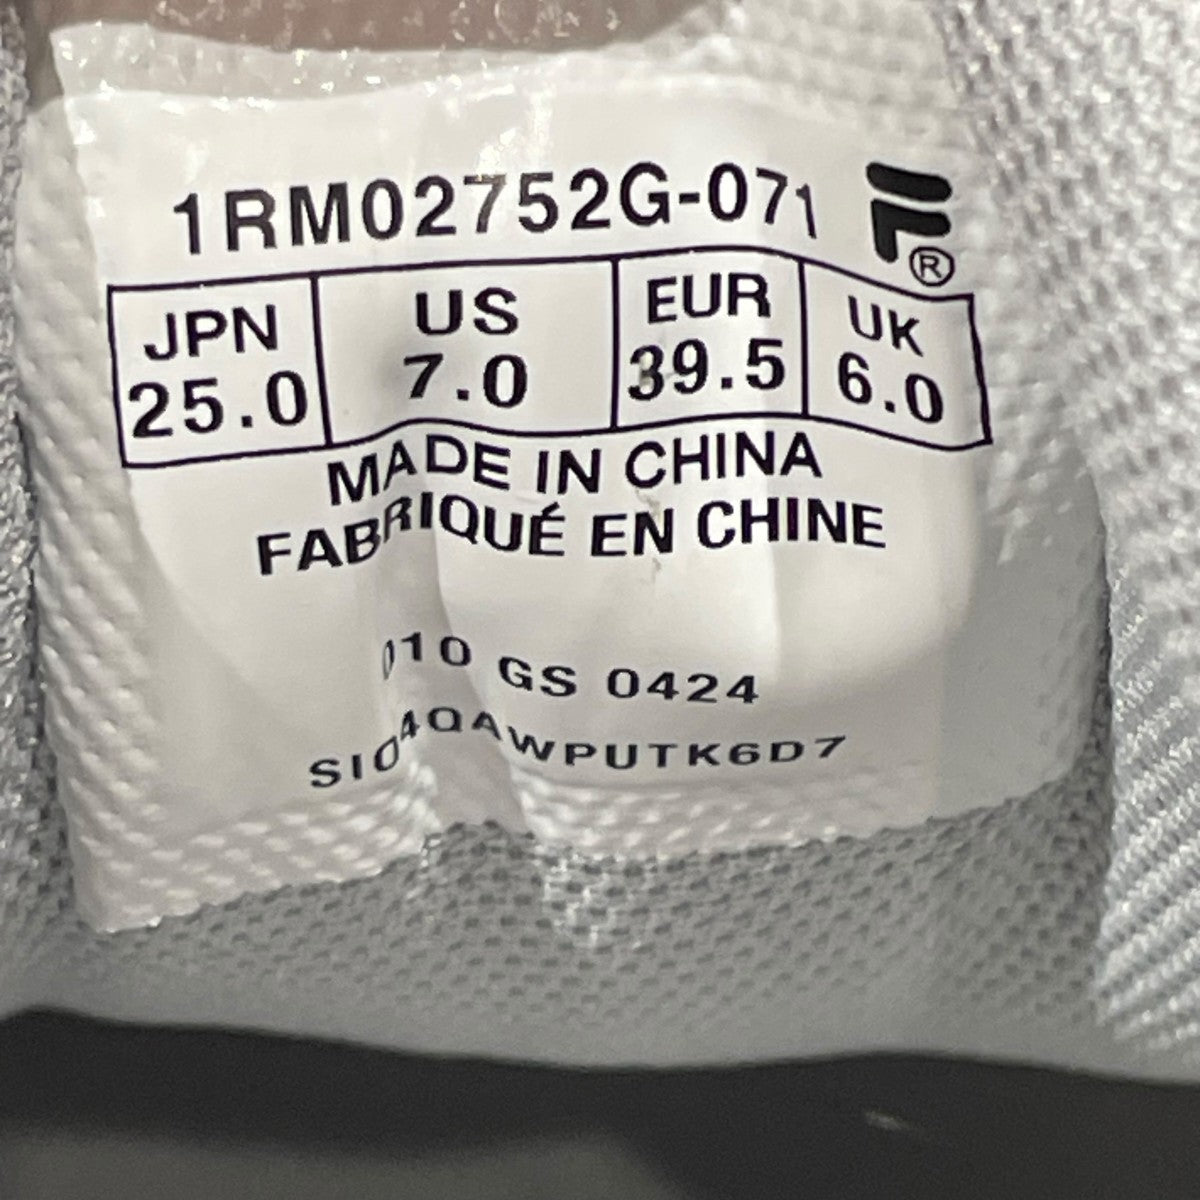 1RM02752G-071
JPN US EUR UK
25.0 7.0 39.5 6.0
MADE IN CHINA
FABRIQUÉ EN CHINE
010 GS 0424
SI04QAWPUTK6D7